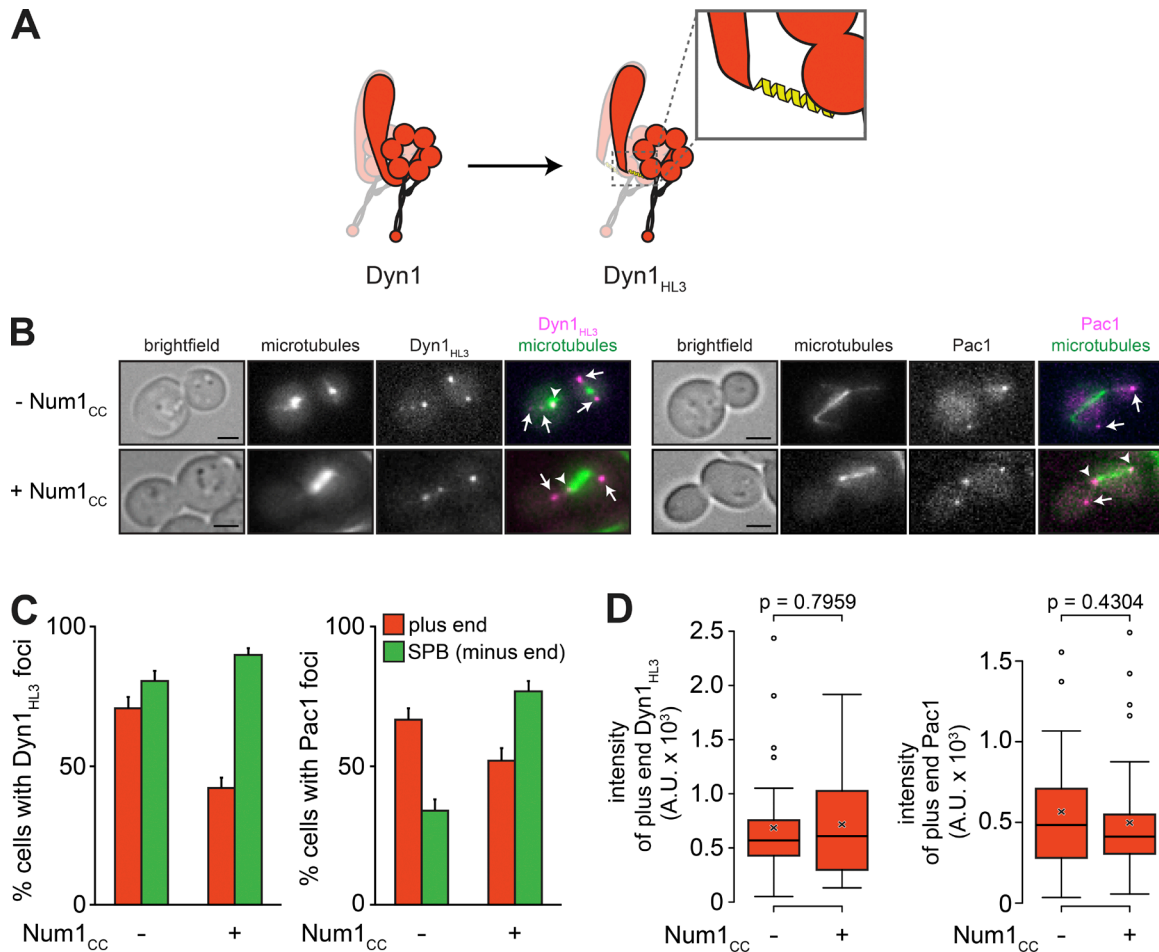 A
Dyn1
Dyn1HL3
B
Dyn1HL3
Pac1
brightfield microtubules Dyn1HL3 microtubules
brightfield microtubules Pac1 microtubules
- Num1CC
+ Num1CC
C
% cells with Dyn1HL3 foci
100
50
0
Num1CC - +
% cells with Pac1 foci
100
50
0
plus end
SPB (minus end)
Num1CC - +
D
p = 0.7959
intensity
of plus end Dyn1HL3
(A.U. x 10³)
2.5
2.0
1.5
1.0
0.5
0
Num1CC - +
p = 0.4304
intensity
of plus end Pac1
(A.U. x 10³)
1.5
1.0
0.5
0
Num1CC - +